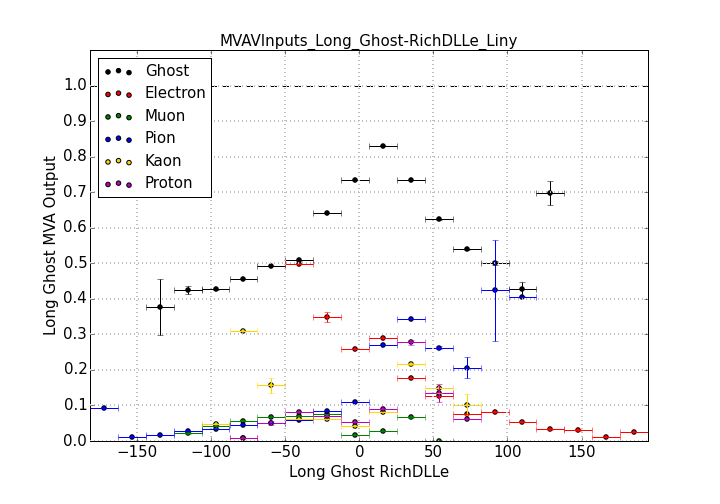 MVAVInputs_Long_Ghost-RichDLLe_Liny
Long Ghost MVA Output
1.0
0.9
0.8
0.7
0.6
0.5
0.4
0.3
0.2
0.1
0.0
Ghost
Electron
Muon
Pion
Kaon
Proton
−150 −100 −50 0 50 100 150
Long Ghost RichDLLe